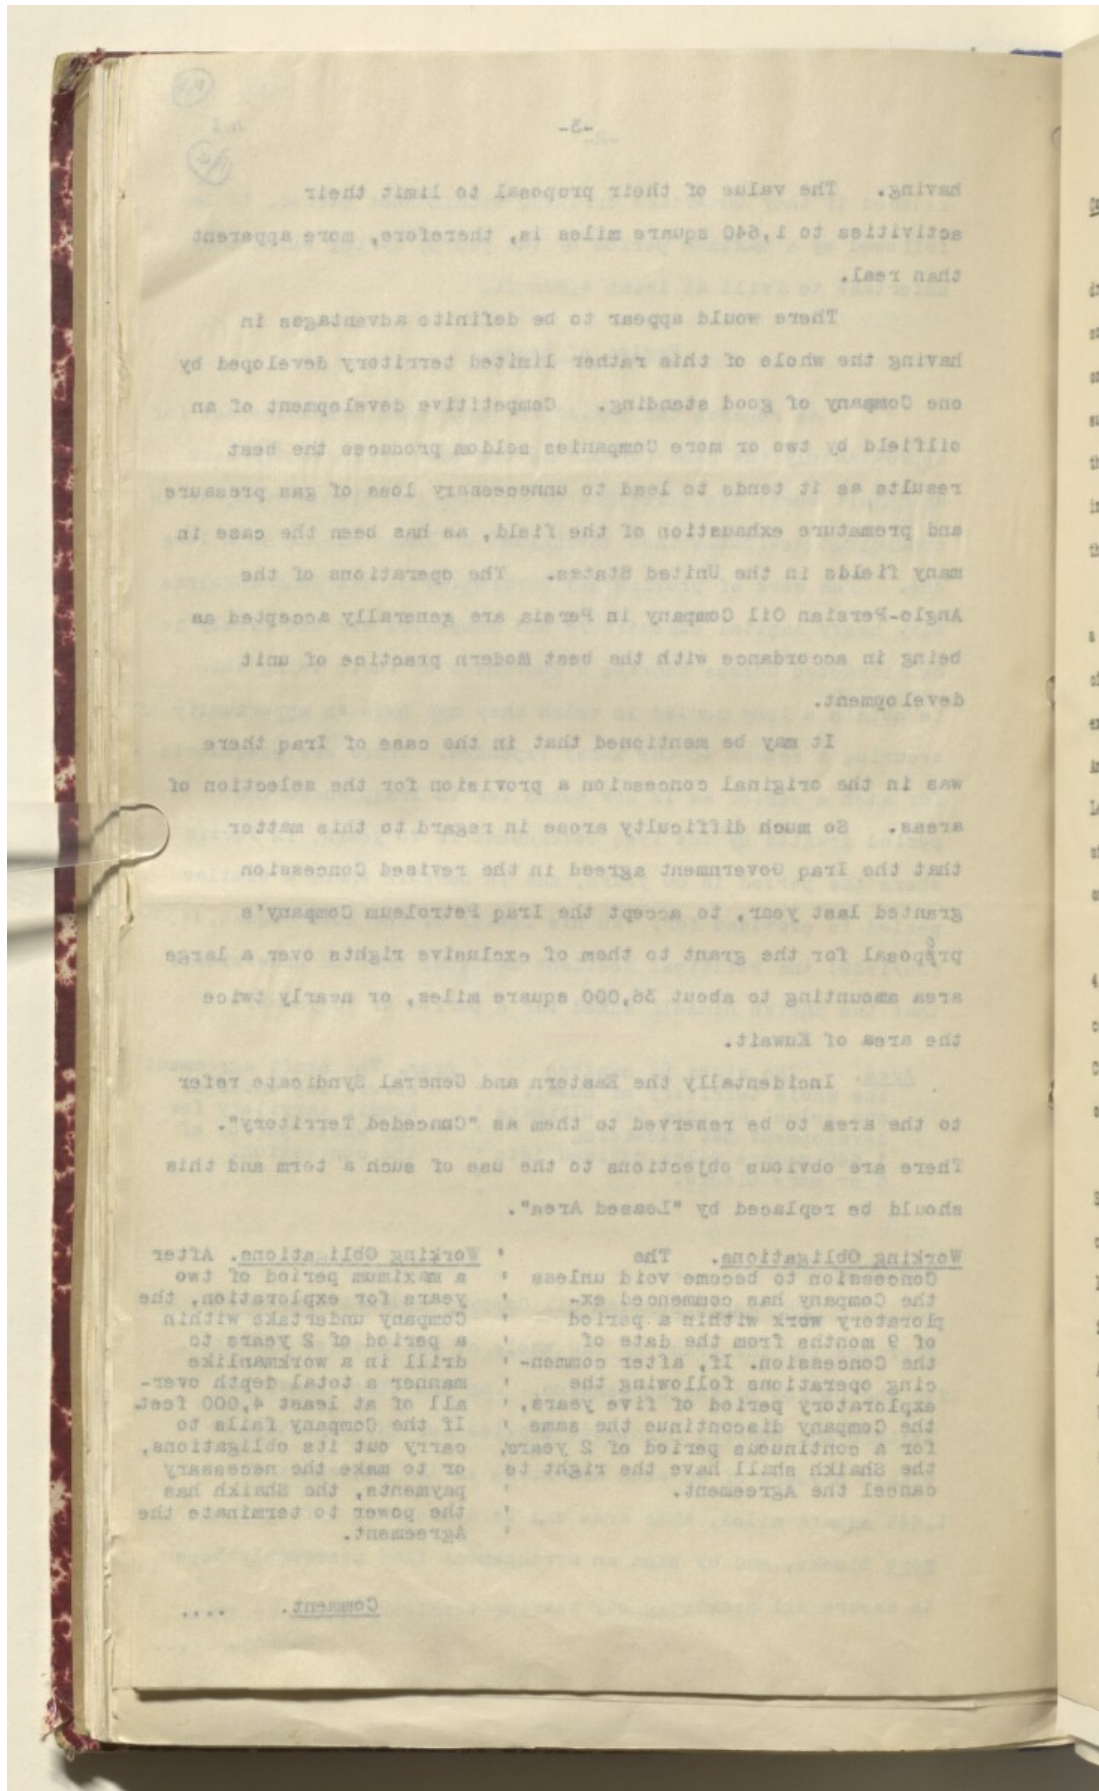 -3-
having. The value of their proposal to limit their
activities to 1,640 square miles is, therefore, more apparent
than real.
There would appear to be definite advantages in
having the whole of this rather limited territory developed by
one Company of good standing. Competitive development of an
oilfield by two or more Companies seldom produces the best
results as it tends to lead to unnecessary loss of gas pressure
and premature exhaustion of the field, as has been the case in
many fields in the United States. The operations of the
Anglo-Persian Oil Company in Persia are generally accepted as
being in accordance with the best Modern practice of unit
development.
It may be mentioned that in the case of Iraq there
was in the original concession a provision for the selection of
areas. So much difficulty arose in regard to this matter
that the Iraq Government agreed in the revised Concession
granted last year, to accept the Iraq Petroleum Company's
proposal for the grant to them of exclusive rights over a large
area amounting to about 36,000 square miles, or nearly twice
the area of Kuwait.
Incidentally the Eastern and General Syndicate refer
to the area to be reserved to them as "Conceded Territory".
There are obvious objections to the use of such a term and this
should be replaced by "Leased Area".
Working Obligations. The
Concession to become void unless
the Company has commenced ex-
ploratory work within a period
of 9 months from the date of
the Concession. If, after commen-
cing operations following the
exploratory period of five years,
the Company discontinue the same
for a continuous period of 2 years,
the Shaikh shall have the right to
cancel the Agreement.
Working Obligations. After
a maximum period of two
years for exploration, the
Company undertake within
a period of 2 years to
drill in a workmanlike
manner a total depth over-
all of at least 4,000 feet.
If the Company fails to
carry out its obligations,
or to make the necessary
payments, the Shaikh has
the power to terminate the
Agreement.
Comment. ....